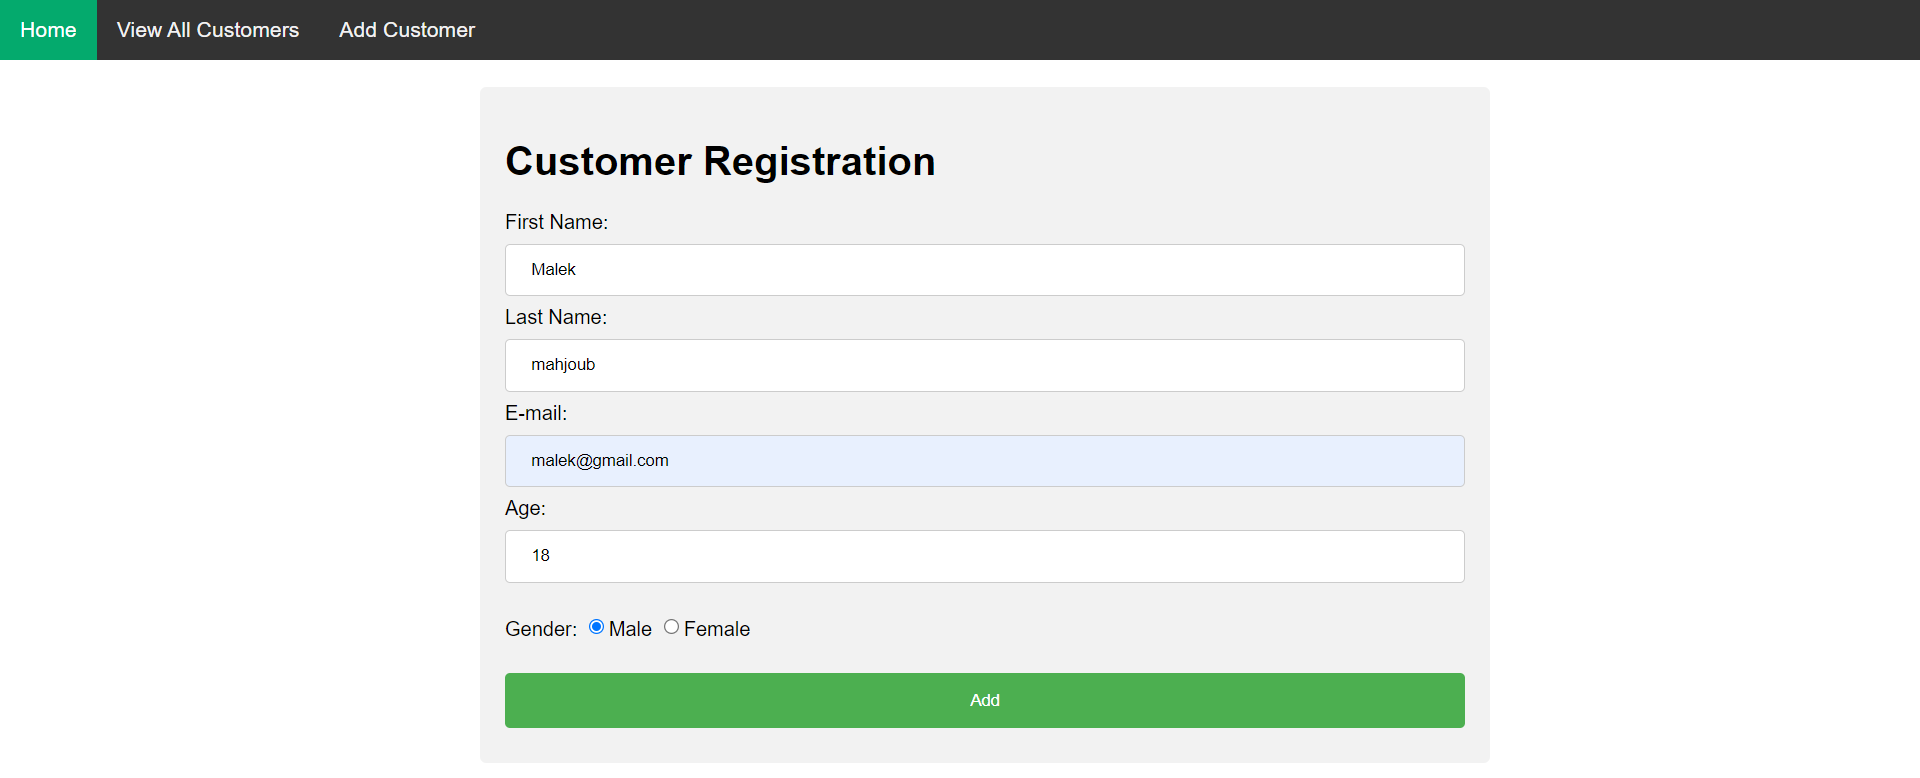 Home View All Customers Add Customer
Customer Registration
First Name:
Malek
Last Name:
mahjoub
E-mail:
malek@gmail.com
Age:
18
Gender: Male Female
Add